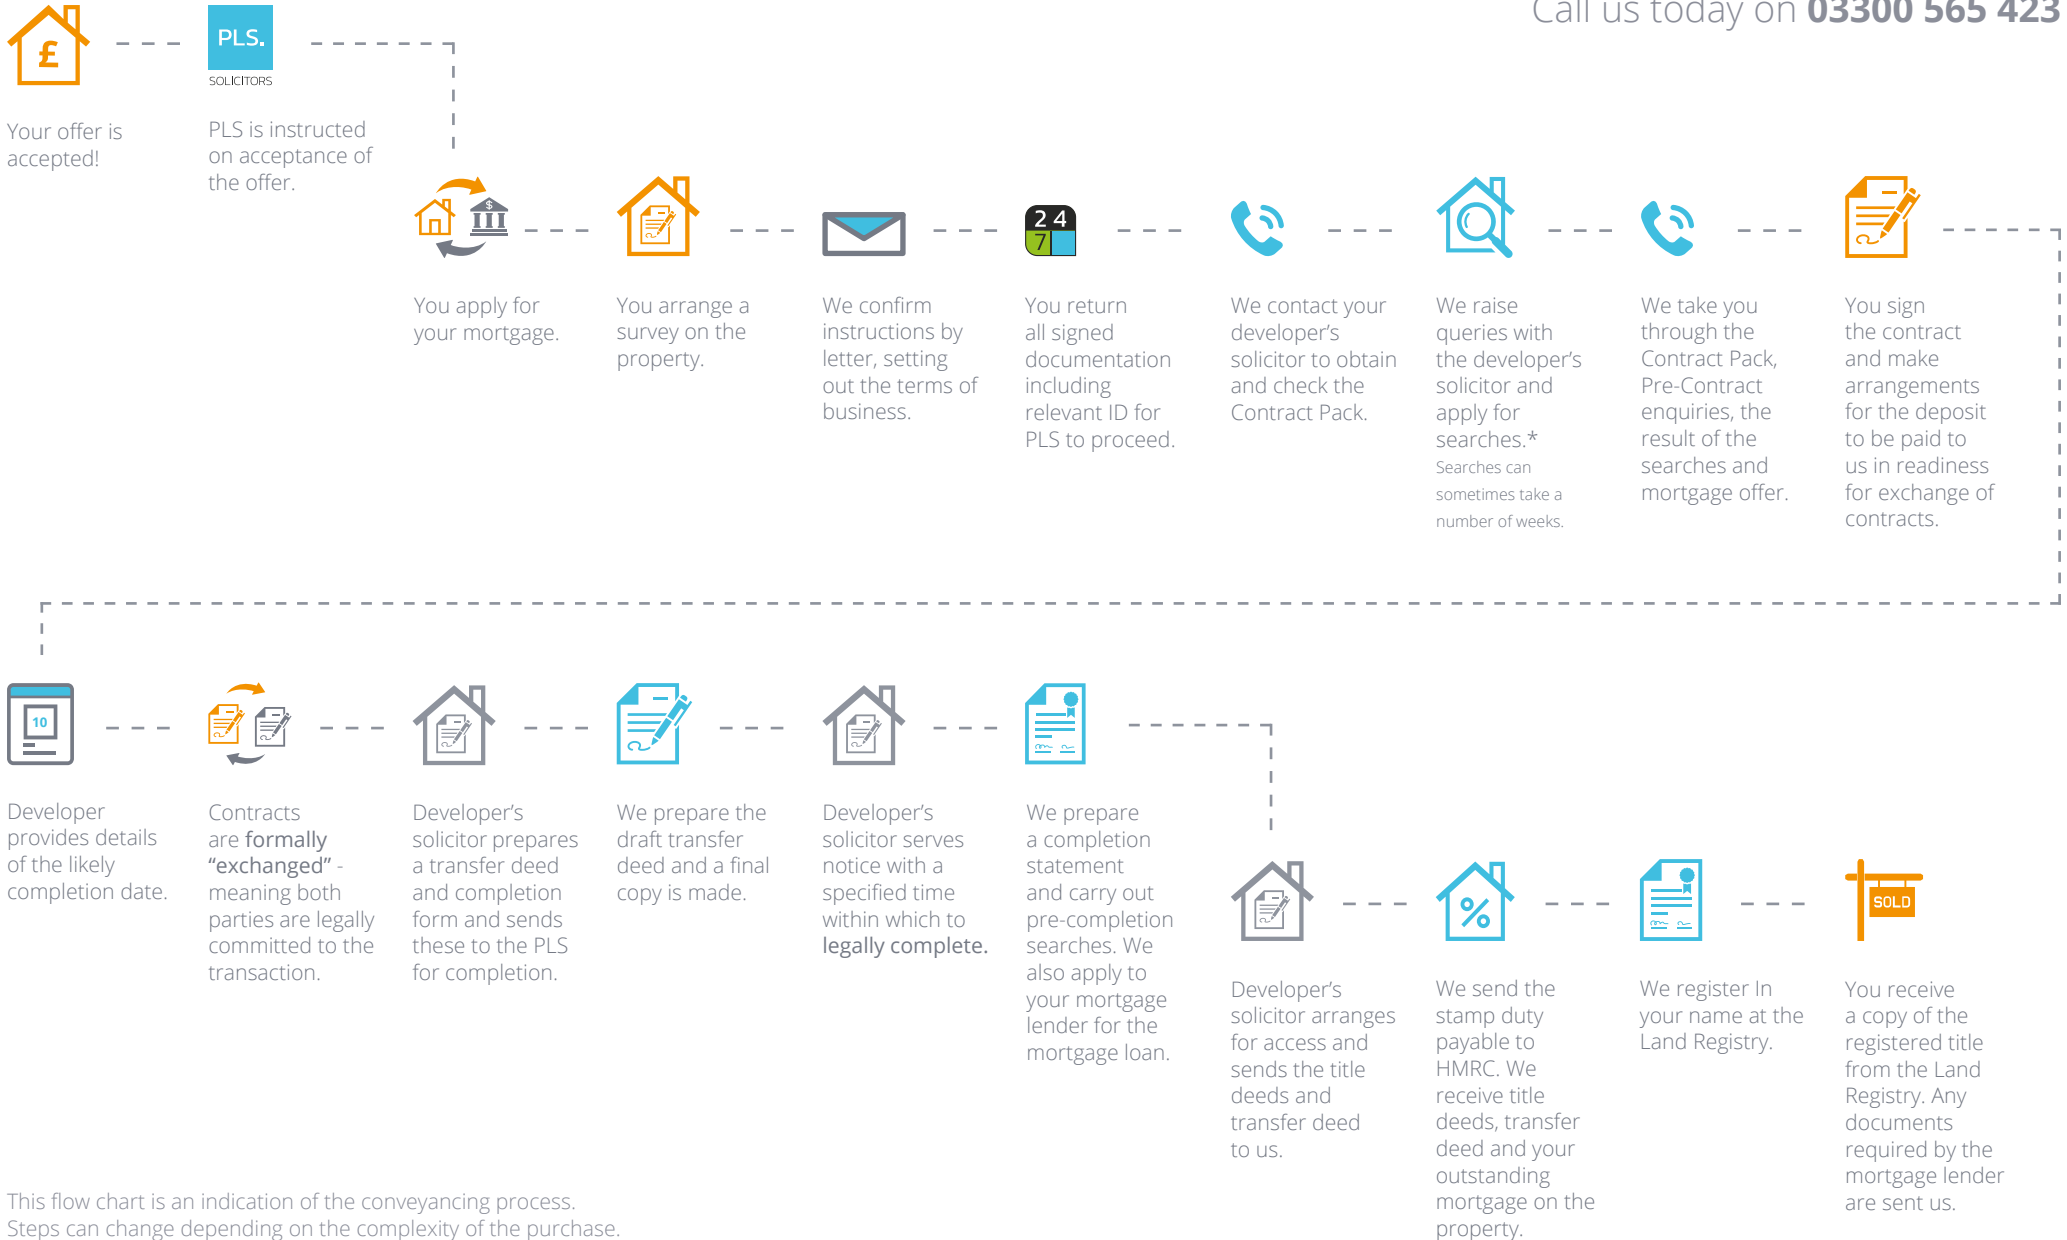 Call us today on 03300 565 423
£
PLS.
SOLICITORS
Your offer is
accepted!
PLS is instructed
on acceptance of
the offer.
$
You apply for
your mortgage.
You arrange a
survey on the
property.
We confirm
instructions by
letter, setting
out the terms of
business.
24
7
You return
all signed
documentation
including
relevant ID for
PLS to proceed.
We contact your
developer’s
solicitor to obtain
and check the
Contract Pack.
We raise
queries with
the developer’s
solicitor and
apply for
searches.*
Searches can
sometimes take a
number of weeks.
We take you
through the
Contract Pack,
Pre-Contract
enquiries, the
result of the
searches and
mortgage offer.
You sign
the contract
and make
arrangements
for the deposit
to be paid to
us in readiness
for exchange of
contracts.
10
Developer
provides details
of the likely
completion date.
Contracts
are formally
“exchanged” -
meaning both
parties are legally
committed to the
transaction.
Developer’s
solicitor prepares
a transfer deed
and completion
form and sends
these to the PLS
for completion.
We prepare the
draft transfer
deed and a final
copy is made.
Developer’s
solicitor serves
notice with a
specified time
within which to
legally complete.
We prepare
a completion
statement
and carry out
pre-completion
searches. We
also apply to
your mortgage
lender for the
mortgage loan.
Developer’s
solicitor arranges
for access and
sends the title
deeds and
transfer deed
to us.
%
We send the
stamp duty
payable to
HMRC. We
receive title
deeds, transfer
deed and your
outstanding
mortgage on the
property.
We register In
your name at the
Land Registry.
SOLD
You receive
a copy of the
registered title
from the Land
Registry. Any
documents
required by the
mortgage lender
are sent us.
This flow chart is an indication of the conveyancing process.
Steps can change depending on the complexity of the purchase.